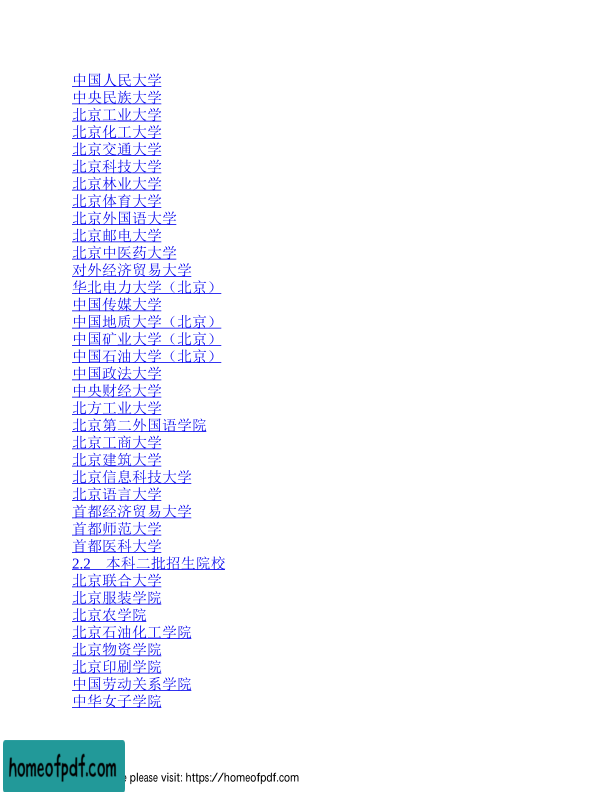 中国人民大学
中央民族大学
北京工业大学
北京化工大学
北京交通大学
北京科技大学
北京林业大学
北京体育大学
北京外国语大学
北京邮电大学
北京中医药大学
对外经济贸易大学
华北电力大学（北京）
中国传媒大学
中国地质大学（北京）
中国矿业大学（北京）
中国石油大学（北京）
中国政法大学
中央财经大学
北方工业大学
北京第二外国语学院
北京工商大学
北京建筑大学
北京信息科技大学
北京语言大学
首都经济贸易大学
首都师范大学
首都医科大学
2.2　本科二批招生院校
北京联合大学
北京服装学院
北京农学院
北京石油化工学院
北京物资学院
北京印刷学院
中国劳动关系学院
中华女子学院
homeofpdf.com
please visit: https://homeofpdf.com